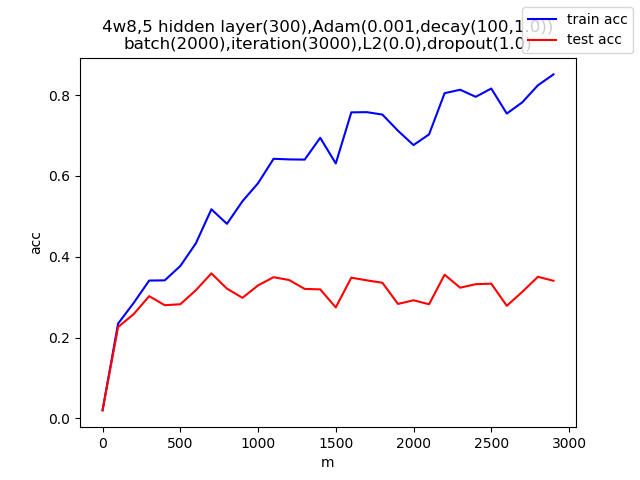 4w8,5 hidden layer(300),Adam(0.001,decay(100,1.0))
batch(2000),iteration(3000),L2(0.0),dropout(1.0)
train acc
test acc
acc
0.8
0.6
0.4
0.2
0.0
0
500
1000
1500
2000
2500
3000
m